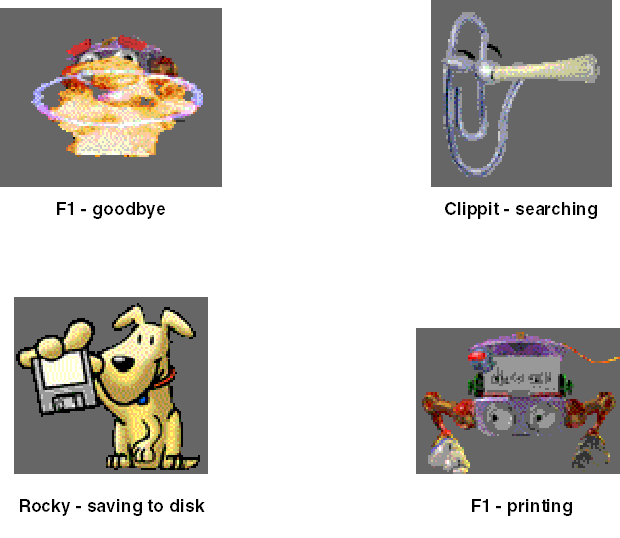 F1 - goodbye
Clippit - searching
Rocky - saving to disk
F1 - printing